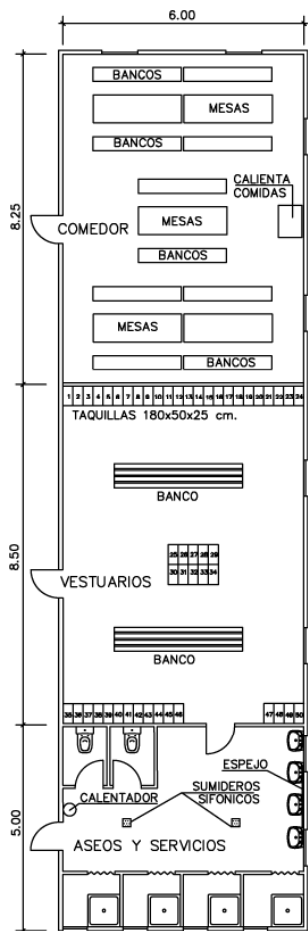 6.00
BANCOS
MESAS
BANCOS
CALIENTA
COMIDAS
8.25
COMEDOR
MESAS
BANCOS
MESAS
BANCOS
1 2 3 4 5 6 7 8 9 10 11 12 13 14 15 16 17 18 19 20 21 22 23 24
TAQUILLAS 180x50x25 cm.
BANCO
8.50
25 26 27 28 29
30 31 32 33 34
VESTUARIOS
BANCO
35 36 37 38 39 40 41 42 43 44 45 46
47 48 49 50
ESPEJO
SUMIDEROS
SIFONICOS
CALENTADOR
5.00
ASEOS Y SERVICIOS